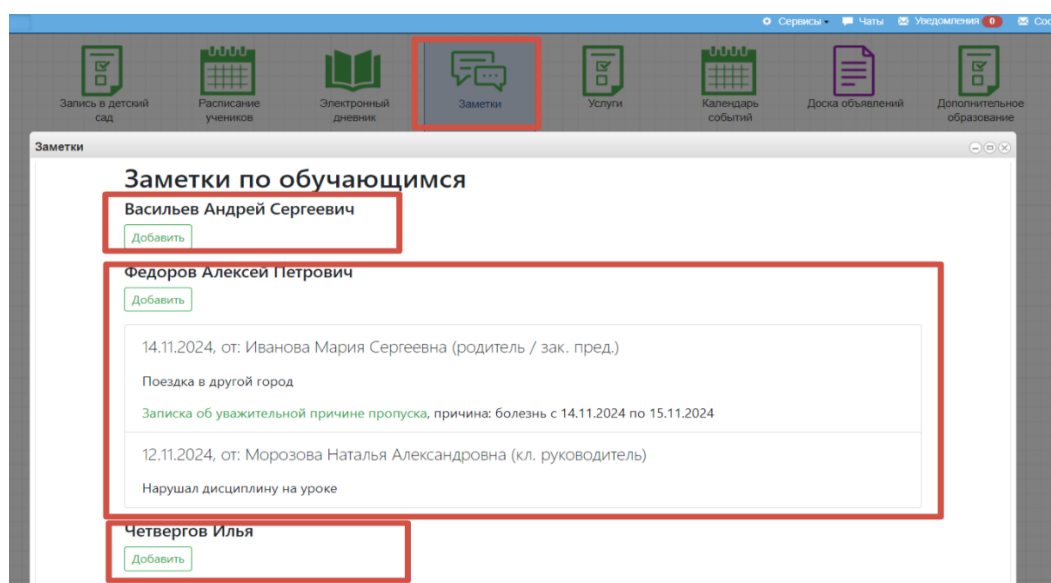 Сервисы Чаты Уведомления 0
Запись в детский сад
Расписание учеников
Электронный дневник
Заметки
Услуги
Календарь событий
Доска объявлений
Дополнительное образование
Заметки
Заметки по обучающимся
Васильев Андрей Сергеевич
Добавить
Федоров Алексей Петрович
Добавить
14.11.2024, от: Иванова Мария Сергеевна (родитель / зак. пред.)
Поездка в другой город
Записка об уважительной причине пропуска, причина: болезнь с 14.11.2024 по 15.11.2024
12.11.2024, от: Морозова Наталья Александровна (кл. руководитель)
Нарушал дисциплину на уроке
Четвергов Илья
Добавить